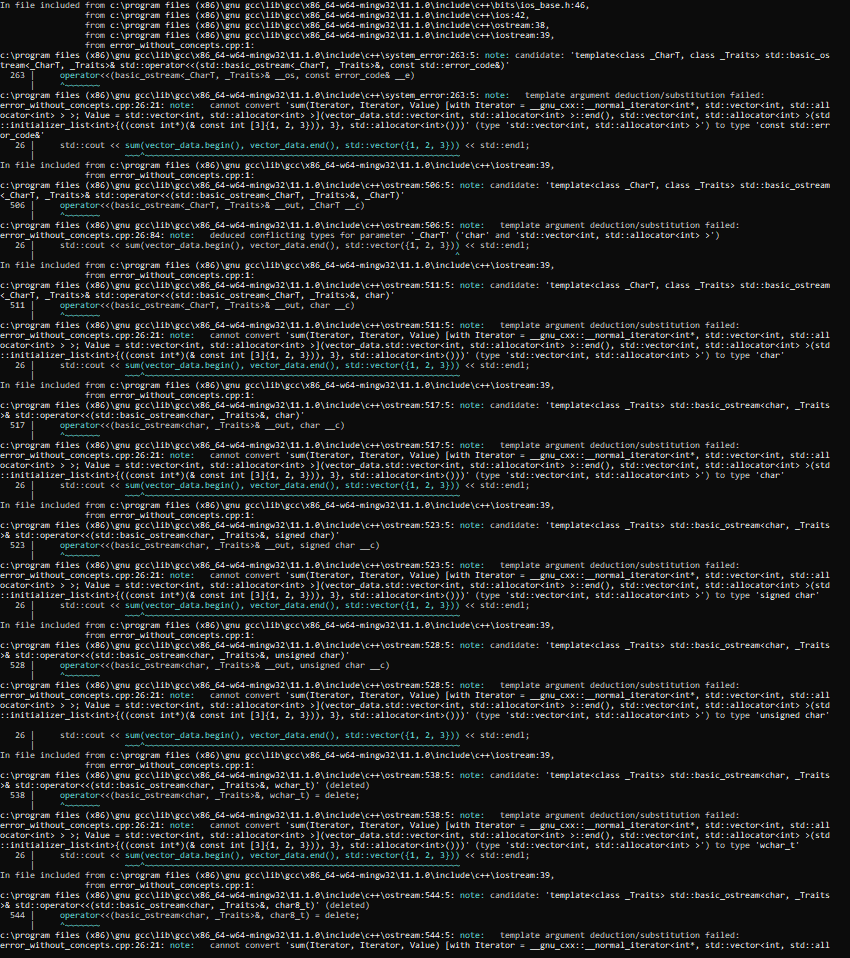 In file included from c:\program files (x86)\gnu gcc\lib\gcc\x86_64-w64-mingw32\11.1.0\include\c++\bits\ios_base.h:46,
                 from c:\program files (x86)\gnu gcc\lib\gcc\x86_64-w64-mingw32\11.1.0\include\c++\ios:42,
                 from c:\program files (x86)\gnu gcc\lib\gcc\x86_64-w64-mingw32\11.1.0\include\c++\ostream:38,
                 from c:\program files (x86)\gnu gcc\lib\gcc\x86_64-w64-mingw32\11.1.0\include\c++\iostream:39,
                 from error_without_concepts.cpp:1:
c:\program files (x86)\gnu gcc\lib\gcc\x86_64-w64-mingw32\11.1.0\include\c++\system_error:263:5: note: candidate: 'template<class _CharT, class _Traits> std::basic_os
tream<_CharT, _Traits>& std::operator<<(std::basic_ostream<_CharT, _Traits>&, const std::error_code&)'
  263 |     operator<<(basic_ostream<_CharT, _Traits>& __os, const error_code& __e)
      |     ^~~~~~~~
c:\program files (x86)\gnu gcc\lib\gcc\x86_64-w64-mingw32\11.1.0\include\c++\system_error:263:5: note:   template argument deduction/substitution failed:
error_without_concepts.cpp:26:21: note:   cannot convert 'sum(Iterator, Iterator, Value) [with Iterator = __gnu_cxx::__normal_iterator<int*, std::vector<int, std::all
ocator<int> > >; Value = std::vector<int, std::allocator<int> >](vector_data.std::vector<int, std::allocator<int> >::end(), std::vector<int, std::allocator<int> >(std
::initializer_list<int>{((const int*)(& const int [3]{1, 2, 3})), 3}, std::allocator<int>()))' (type 'std::vector<int, std::allocator<int> >') to type 'const std::err
or_code&'
   26 |     std::cout << sum(vector_data.begin(), vector_data.end(), std::vector({1, 2, 3})) << std::endl;
      |                  ~~~^~~~~~~~~~~~~~~~~~~~~~~~~~~~~~~~~~~~~~~~~~~~~~~~~~~~~~~~~~~~~
In file included from c:\program files (x86)\gnu gcc\lib\gcc\x86_64-w64-mingw32\11.1.0\include\c++\iostream:39,
                 from error_without_concepts.cpp:1:
c:\program files (x86)\gnu gcc\lib\gcc\x86_64-w64-mingw32\11.1.0\include\c++\ostream:506:5: note: candidate: 'template<class _CharT, class _Traits> std::basic_ostream
<_CharT, _Traits>& std::operator<<(std::basic_ostream<_CharT, _Traits>&, _CharT)'
  506 |     operator<<(basic_ostream<_CharT, _Traits>& __out, _CharT __c)
      |     ^~~~~~~~
c:\program files (x86)\gnu gcc\lib\gcc\x86_64-w64-mingw32\11.1.0\include\c++\ostream:506:5: note:   template argument deduction/substitution failed:
error_without_concepts.cpp:26:84: note:   deduced conflicting types for parameter '_CharT' ('char' and 'std::vector<int, std::allocator<int> >')
   26 |     std::cout << sum(vector_data.begin(), vector_data.end(), std::vector({1, 2, 3})) << std::endl;
      |                                                                                    ^
In file included from c:\program files (x86)\gnu gcc\lib\gcc\x86_64-w64-mingw32\11.1.0\include\c++\iostream:39,
                 from error_without_concepts.cpp:1:
c:\program files (x86)\gnu gcc\lib\gcc\x86_64-w64-mingw32\11.1.0\include\c++\ostream:511:5: note: candidate: 'template<class _CharT, class _Traits> std::basic_ostream
<_CharT, _Traits>& std::operator<<(std::basic_ostream<_CharT, _Traits>&, char)'
  511 |     operator<<(basic_ostream<_CharT, _Traits>& __out, char __c)
      |     ^~~~~~~~
c:\program files (x86)\gnu gcc\lib\gcc\x86_64-w64-mingw32\11.1.0\include\c++\ostream:511:5: note:   template argument deduction/substitution failed:
error_without_concepts.cpp:26:21: note:   cannot convert 'sum(Iterator, Iterator, Value) [with Iterator = __gnu_cxx::__normal_iterator<int*, std::vector<int, std::all
ocator<int> > >; Value = std::vector<int, std::allocator<int> >](vector_data.std::vector<int, std::allocator<int> >::end(), std::vector<int, std::allocator<int> >(std
::initializer_list<int>{((const int*)(& const int [3]{1, 2, 3})), 3}, std::allocator<int>()))' (type 'std::vector<int, std::allocator<int> >') to type 'char'
   26 |     std::cout << sum(vector_data.begin(), vector_data.end(), std::vector({1, 2, 3})) << std::endl;
      |                  ~~~^~~~~~~~~~~~~~~~~~~~~~~~~~~~~~~~~~~~~~~~~~~~~~~~~~~~~~~~~~~~~
In file included from c:\program files (x86)\gnu gcc\lib\gcc\x86_64-w64-mingw32\11.1.0\include\c++\iostream:39,
                 from error_without_concepts.cpp:1:
c:\program files (x86)\gnu gcc\lib\gcc\x86_64-w64-mingw32\11.1.0\include\c++\ostream:517:5: note: candidate: 'template<class _Traits> std::basic_ostream<char, _Traits
>& std::operator<<(std::basic_ostream<char, _Traits>&, char)'
  517 |     operator<<(basic_ostream<char, _Traits>& __out, char __c)
      |     ^~~~~~~~
c:\program files (x86)\gnu gcc\lib\gcc\x86_64-w64-mingw32\11.1.0\include\c++\ostream:517:5: note:   template argument deduction/substitution failed:
error_without_concepts.cpp:26:21: note:   cannot convert 'sum(Iterator, Iterator, Value) [with Iterator = __gnu_cxx::__normal_iterator<int*, std::vector<int, std::all
ocator<int> > >; Value = std::vector<int, std::allocator<int> >](vector_data.std::vector<int, std::allocator<int> >::end(), std::vector<int, std::allocator<int> >(std
::initializer_list<int>{((const int*)(& const int [3]{1, 2, 3})), 3}, std::allocator<int>()))' (type 'std::vector<int, std::allocator<int> >') to type 'char'
   26 |     std::cout << sum(vector_data.begin(), vector_data.end(), std::vector({1, 2, 3})) << std::endl;
      |                  ~~~^~~~~~~~~~~~~~~~~~~~~~~~~~~~~~~~~~~~~~~~~~~~~~~~~~~~~~~~~~~~~
In file included from c:\program files (x86)\gnu gcc\lib\gcc\x86_64-w64-mingw32\11.1.0\include\c++\iostream:39,
                 from error_without_concepts.cpp:1:
c:\program files (x86)\gnu gcc\lib\gcc\x86_64-w64-mingw32\11.1.0\include\c++\ostream:523:5: note: candidate: 'template<class _Traits> std::basic_ostream<char, _Traits
>& std::operator<<(std::basic_ostream<char, _Traits>&, signed char)'
  523 |     operator<<(basic_ostream<char, _Traits>& __out, signed char __c)
      |     ^~~~~~~~
c:\program files (x86)\gnu gcc\lib\gcc\x86_64-w64-mingw32\11.1.0\include\c++\ostream:523:5: note:   template argument deduction/substitution failed:
error_without_concepts.cpp:26:21: note:   cannot convert 'sum(Iterator, Iterator, Value) [with Iterator = __gnu_cxx::__normal_iterator<int*, std::vector<int, std::all
ocator<int> > >; Value = std::vector<int, std::allocator<int> >](vector_data.std::vector<int, std::allocator<int> >::end(), std::vector<int, std::allocator<int> >(std
::initializer_list<int>{((const int*)(& const int [3]{1, 2, 3})), 3}, std::allocator<int>()))' (type 'std::vector<int, std::allocator<int> >') to type 'signed char'
   26 |     std::cout << sum(vector_data.begin(), vector_data.end(), std::vector({1, 2, 3})) << std::endl;
      |                  ~~~^~~~~~~~~~~~~~~~~~~~~~~~~~~~~~~~~~~~~~~~~~~~~~~~~~~~~~~~~~~~~
In file included from c:\program files (x86)\gnu gcc\lib\gcc\x86_64-w64-mingw32\11.1.0\include\c++\iostream:39,
                 from error_without_concepts.cpp:1:
c:\program files (x86)\gnu gcc\lib\gcc\x86_64-w64-mingw32\11.1.0\include\c++\ostream:528:5: note: candidate: 'template<class _Traits> std::basic_ostream<char, _Traits
>& std::operator<<(std::basic_ostream<char, _Traits>&, unsigned char)'
  528 |     operator<<(basic_ostream<char, _Traits>& __out, unsigned char __c)
      |     ^~~~~~~~
c:\program files (x86)\gnu gcc\lib\gcc\x86_64-w64-mingw32\11.1.0\include\c++\ostream:528:5: note:   template argument deduction/substitution failed:
error_without_concepts.cpp:26:21: note:   cannot convert 'sum(Iterator, Iterator, Value) [with Iterator = __gnu_cxx::__normal_iterator<int*, std::vector<int, std::all
ocator<int> > >; Value = std::vector<int, std::allocator<int> >](vector_data.std::vector<int, std::allocator<int> >::end(), std::vector<int, std::allocator<int> >(std
::initializer_list<int>{((const int*)(& const int [3]{1, 2, 3})), 3}, std::allocator<int>()))' (type 'std::vector<int, std::allocator<int> >') to type 'unsigned char'
   26 |     std::cout << sum(vector_data.begin(), vector_data.end(), std::vector({1, 2, 3})) << std::endl;
      |                  ~~~^~~~~~~~~~~~~~~~~~~~~~~~~~~~~~~~~~~~~~~~~~~~~~~~~~~~~~~~~~~~~
In file included from c:\program files (x86)\gnu gcc\lib\gcc\x86_64-w64-mingw32\11.1.0\include\c++\iostream:39,
                 from error_without_concepts.cpp:1:
c:\program files (x86)\gnu gcc\lib\gcc\x86_64-w64-mingw32\11.1.0\include\c++\ostream:538:5: note: candidate: 'template<class _Traits> std::basic_ostream<char, _Traits
>& std::operator<<(std::basic_ostream<char, _Traits>&, wchar_t)' (deleted)
  538 |     operator<<(basic_ostream<char, _Traits>&, wchar_t) = delete;
      |     ^~~~~~~~
c:\program files (x86)\gnu gcc\lib\gcc\x86_64-w64-mingw32\11.1.0\include\c++\ostream:538:5: note:   template argument deduction/substitution failed:
error_without_concepts.cpp:26:21: note:   cannot convert 'sum(Iterator, Iterator, Value) [with Iterator = __gnu_cxx::__normal_iterator<int*, std::vector<int, std::all
ocator<int> > >; Value = std::vector<int, std::allocator<int> >](vector_data.std::vector<int, std::allocator<int> >::end(), std::vector<int, std::allocator<int> >(std
::initializer_list<int>{((const int*)(& const int [3]{1, 2, 3})), 3}, std::allocator<int>()))' (type 'std::vector<int, std::allocator<int> >') to type 'wchar_t'
   26 |     std::cout << sum(vector_data.begin(), vector_data.end(), std::vector({1, 2, 3})) << std::endl;
      |                  ~~~^~~~~~~~~~~~~~~~~~~~~~~~~~~~~~~~~~~~~~~~~~~~~~~~~~~~~~~~~~~~~
In file included from c:\program files (x86)\gnu gcc\lib\gcc\x86_64-w64-mingw32\11.1.0\include\c++\iostream:39,
                 from error_without_concepts.cpp:1:
c:\program files (x86)\gnu gcc\lib\gcc\x86_64-w64-mingw32\11.1.0\include\c++\ostream:544:5: note: candidate: 'template<class _Traits> std::basic_ostream<char, _Traits
>& std::operator<<(std::basic_ostream<char, _Traits>&, char8_t)' (deleted)
  544 |     operator<<(basic_ostream<char, _Traits>&, char8_t) = delete;
      |     ^~~~~~~~
c:\program files (x86)\gnu gcc\lib\gcc\x86_64-w64-mingw32\11.1.0\include\c++\ostream:544:5: note:   template argument deduction/substitution failed:
error_without_concepts.cpp:26:21: note:   cannot convert 'sum(Iterator, Iterator, Value) [with Iterator = __gnu_cxx::__normal_iterator<int*, std::vector<int, std::all